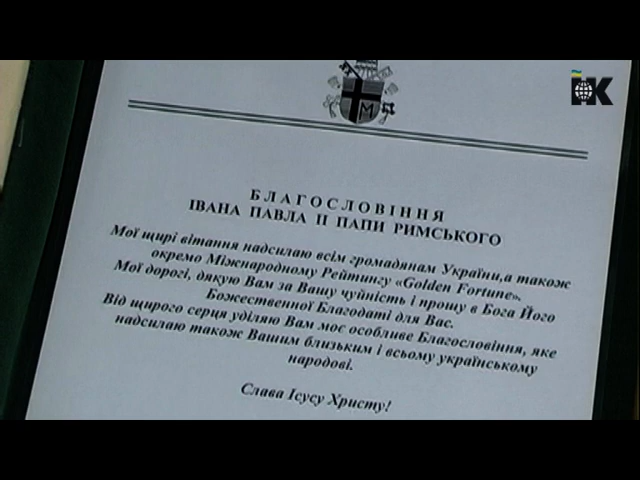 ІК
M
БЛАГОСЛОВІННЯ
ІВАНА ПАВЛА ІІ ПАПИ РИМСЬКОГО
Мої щирі вітання надсилаю всім громадянам України,а також
окремо Міжнародному Рейтингу «Golden Fortune».
Мої дорогі, дякую Вам за Вашу чуйність і прошу в Бога Його
Божественної Благодаті для Вас.
Від щирого серця уділяю Вам моє особливе Благословіння, яке
надсилаю також Вашим близьким і всьому українському
народові.
Слава Ісусу Христу!